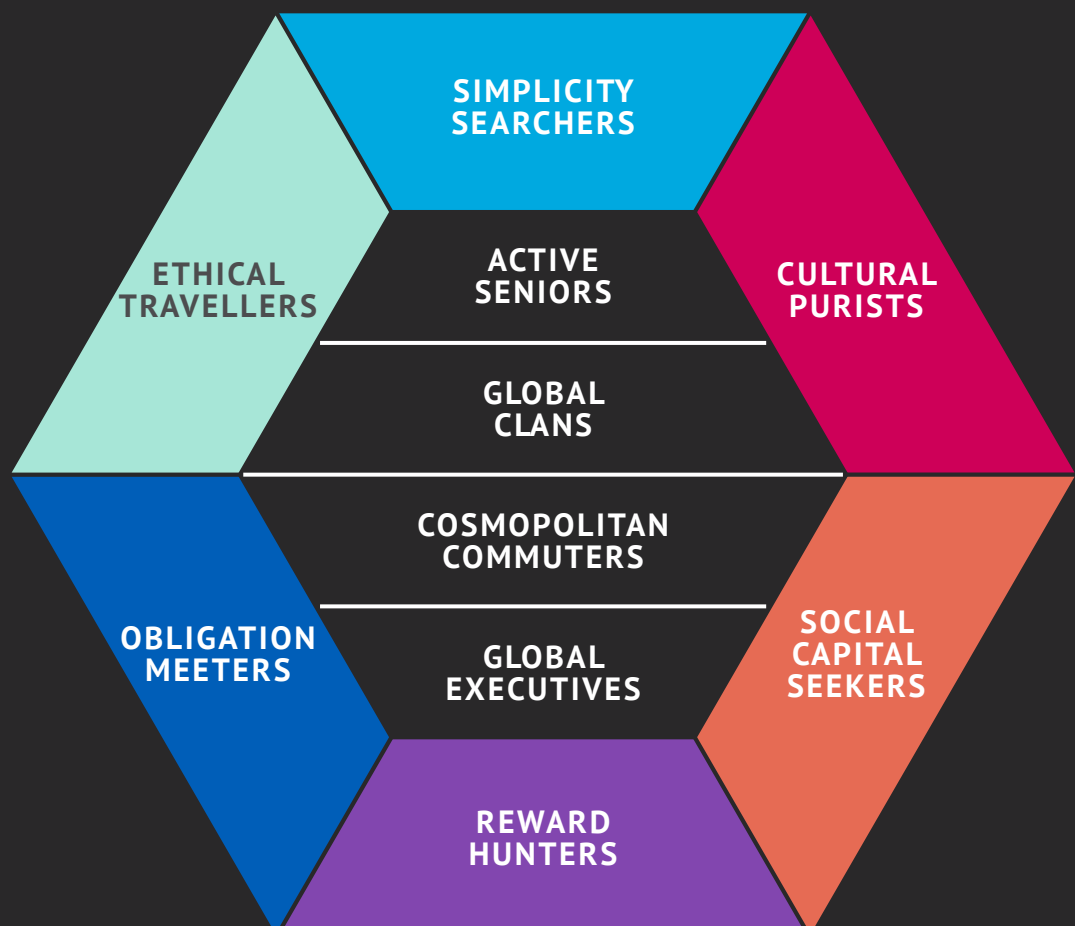 SIMPLICITY
SEARCHERS
ACTIVE
SENIORS
ETHICAL
TRAVELLERS
CULTURAL
PURISTS
GLOBAL
CLANS
COSMOPOLITAN
COMMUTERS
OBLIGATION
MEETERS
GLOBAL
EXECUTIVES
SOCIAL
CAPITAL
SEEKERS
REWARD
HUNTERS